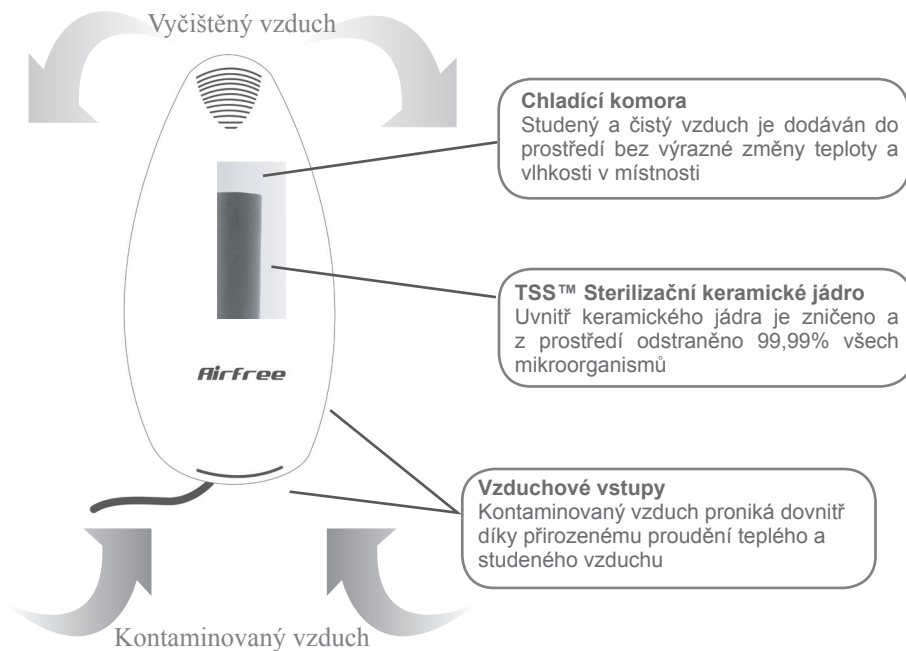 Vyčištěný vzduch
Chladící komora
Studený a čistý vzduch je dodáván do
prostředí bez výrazné změny teploty a
vlhkosti v místnosti
TSS™ Sterilizační keramické jádro
Uvnitř keramického jádra je zničeno a
z prostředí odstraněno 99,99% všech
mikroorganismů
Airfree
Vzduchové vstupy
Kontaminovaný vzduch proniká dovnitř
díky přirozenému proudění teplého a
studeného vzduchu
Kontaminovaný vzduch